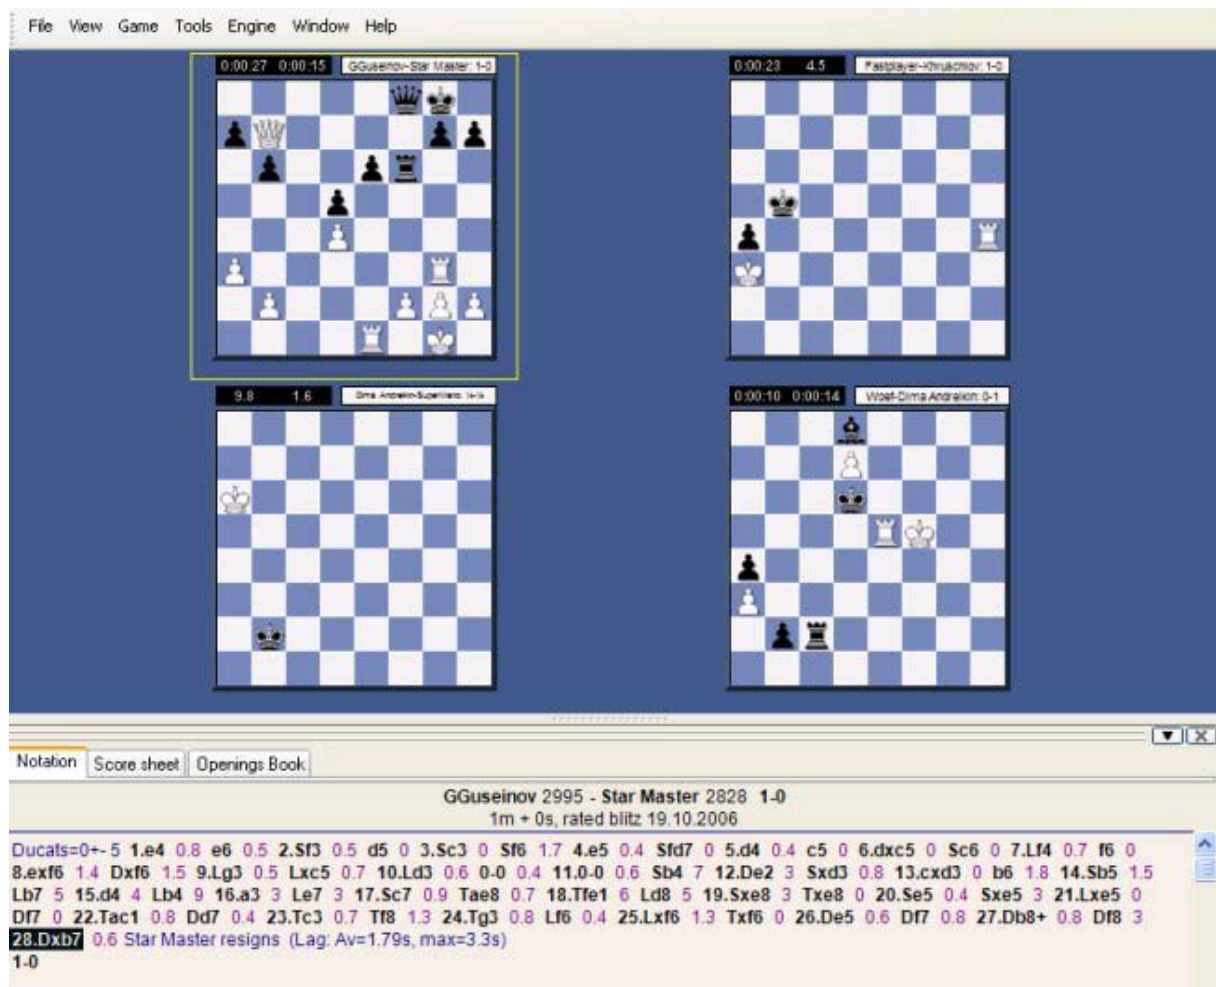 File View Game Tools Engine Window Help
0:00:27 0:00:15 GGuseinov-Star Master: 1-0
0:00:23 4.5 Fastplayer-Khruschiov: 1-0
9.8 1.6
0:00:10 0:00:14 Woef-Dima Andreikin: 0-1
Notation Score sheet Openings Book
GGuseinov 2995 - Star Master 2828 1-0
1m + 0s, rated blitz 19.10.2006
Ducats=0+- 5 1.e4 0.8 e6 0.5 2.Sf3 0.5 d5 0 3.Sc3 0 Sf6 1.7 4.e5 0.4 Sfd7 0 5.d4 0.4 c5 0 6.dxc5 0 Sc6 0 7.Lf4 0.7 f6 0
8.exf6 1.4 Dxf6 1.5 9.Lg3 0.5 Lxc5 0.7 10.Ld3 0.6 0-0 0.4 11.0-0 0.6 Sb4 7 12.De2 3 Sxd3 0.8 13.cxd3 0 b6 1.8 14.Sb5 1.5
Lb7 5 15.d4 4 Lb4 9 16.a3 3 Le7 3 17.Sc7 0.9 Tae8 0.7 18.Tfe1 6 Ld8 5 19.Sxe8 3 Txe8 0 20.Se5 0.4 Sxe5 3 21.Lxe5 0
Df7 0 22.Tac1 0.8 Dd7 0.4 23.Tc3 0.7 Tf8 1.3 24.Tg3 0.8 Lf6 0.4 25.Lxf6 1.3 Txf6 0 26.De5 0.6 Df7 0.8 27.Db8+ 0.8 Df8 3
28.Dxb7 0.6 Star Master resigns (Lag: Av=1.79s, max=3.3s)
1-0